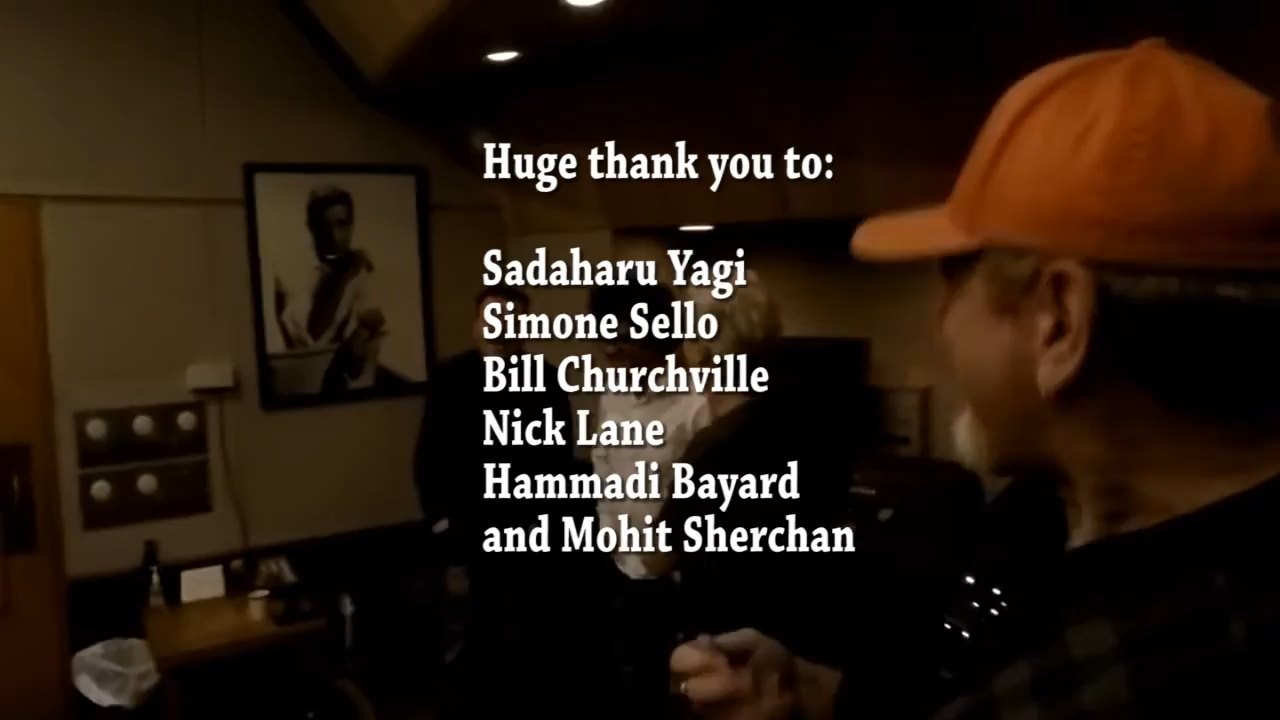 Huge thank you to:
Sadaharu Yagi
Simone Sello
Bill Churchville
Nick Lane
Hammadi Bayard
and Mohit Sherchan